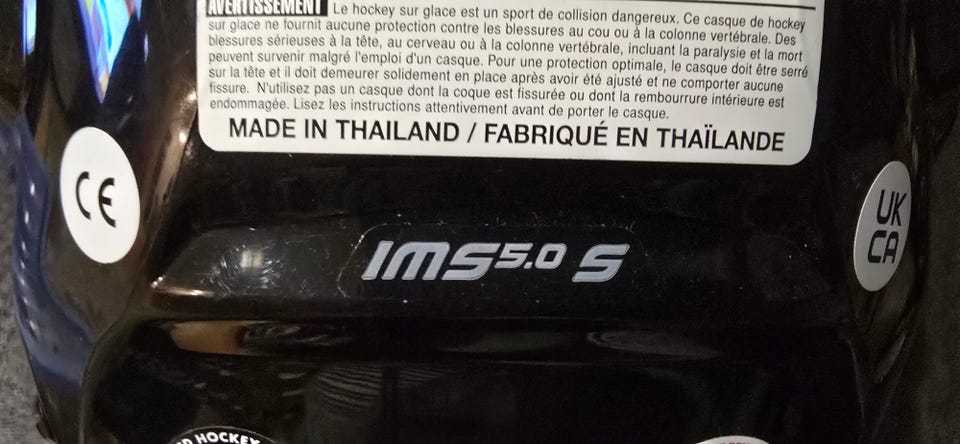 AVERTISSEMENT Le hockey sur glace est un sport de collision dangereux. Ce casque de hockey
sur glace ne fournit aucune protection contre les blessures au cou ou à la colonne vertébrale. Des
blessures sérieuses à la tête, au cerveau ou à la colonne vertébrale, incluant la paralysie et la mort
peuvent survenir malgré l'emploi d'un casque. Pour une protection optimale, le casque doit être serré
sur la tête et il doit demeurer solidement en place après avoir été ajusté et ne comporter aucune
fissure. N'utilisez pas un casque dont la coque est fissurée ou dont la rembourrure intérieure est
endommagée. Lisez les instructions attentivement avant de porter le casque.
MADE IN THAILAND / FABRIQUÉ EN THAÏLANDE
CE
UK
CA
IMS 5.0 S
HOCKEY